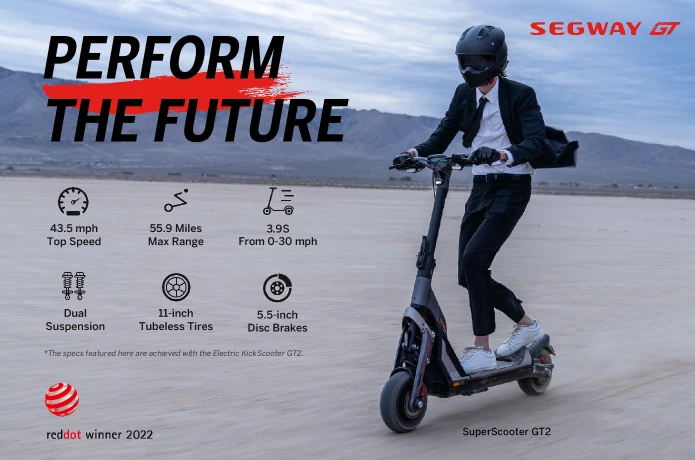 PERFORM
THE FUTURE
SEGWAY GT
43.5 mph
Top Speed
55.9 Miles
Max Range
3.9S
From 0-30 mph
Dual
Suspension
11-inch
Tubeless Tires
5.5-inch
Disc Brakes
*The specs featured here are achieved with the Electric KickScooter GT2.
reddot winner 2022
SuperScooter GT2